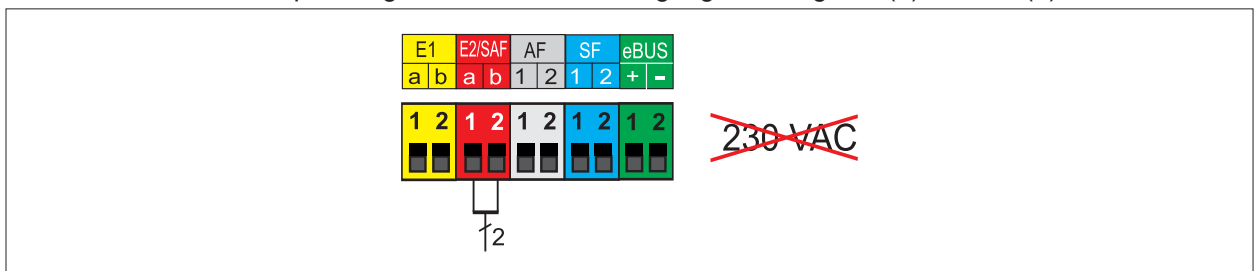 E1 E2/SAF AF SF eBUS
a b a b 1 2 1 2 + -
1 2 1 2 1 2 1 2 1 2
230 VAC
2